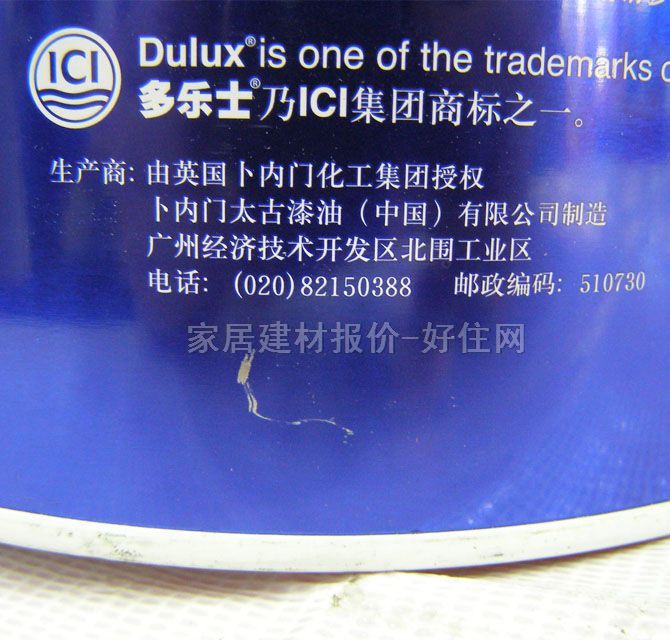 ICI
Dulux® is one of the trademarks
多乐士®乃ICI集团商标之一。
生产商: 由英国卜内门化工集团授权
卜内门太古漆油（中国）有限公司制造
广州经济技术开发区北围工业区
电话: (020)82150388 邮政编码: 510730
家居建材报价-好住网